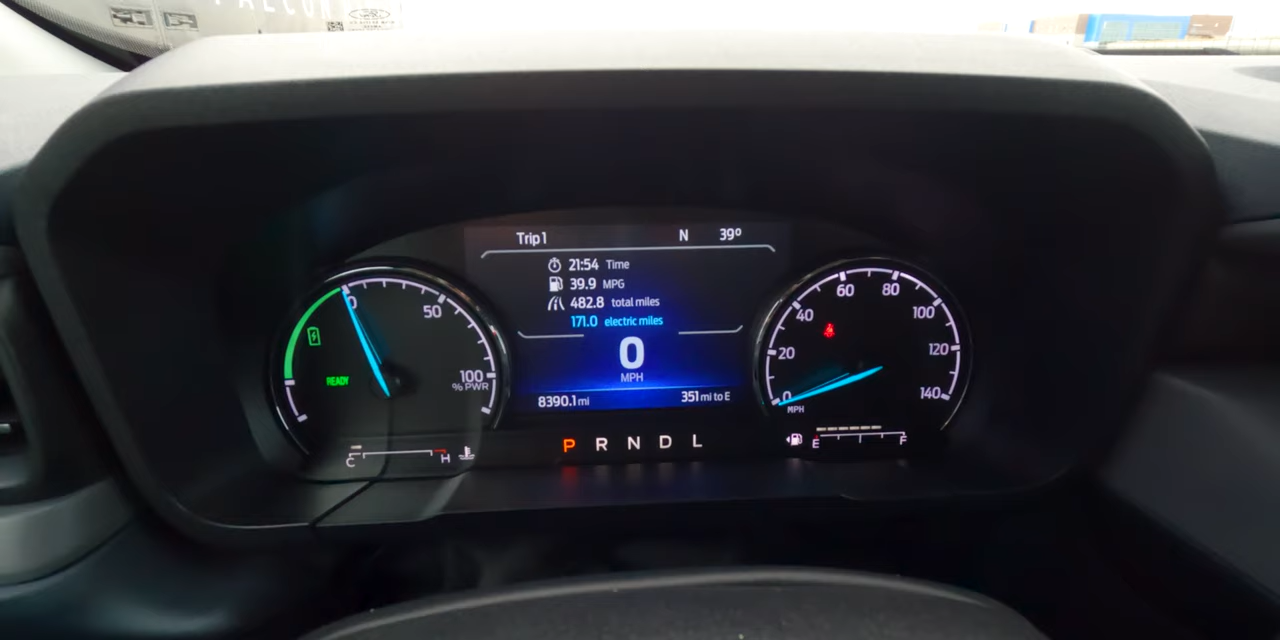 FALCON
Trip 1 N 39°
21:54 Time
39.9 MPG
482.8 total miles
171.0 electric miles
0
MPH
8390.1 mi 351 mi to E
P R N D L
0 50 100
% PWR
READY
C H
0 20 40 60 80 100 120 140
MPH
E F